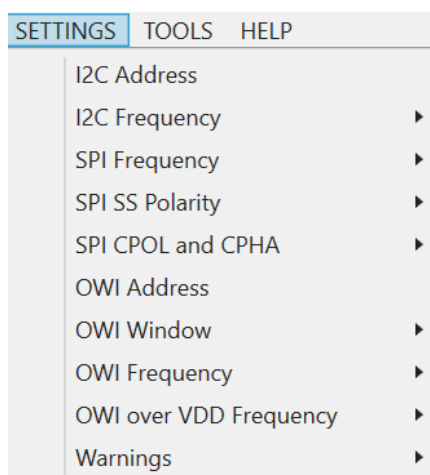 SETTINGS TOOLS HELP
I2C Address
I2C Frequency
SPI Frequency
SPI SS Polarity
SPI CPOL and CPHA
OWI Address
OWI Window
OWI Frequency
OWI over VDD Frequency
Warnings